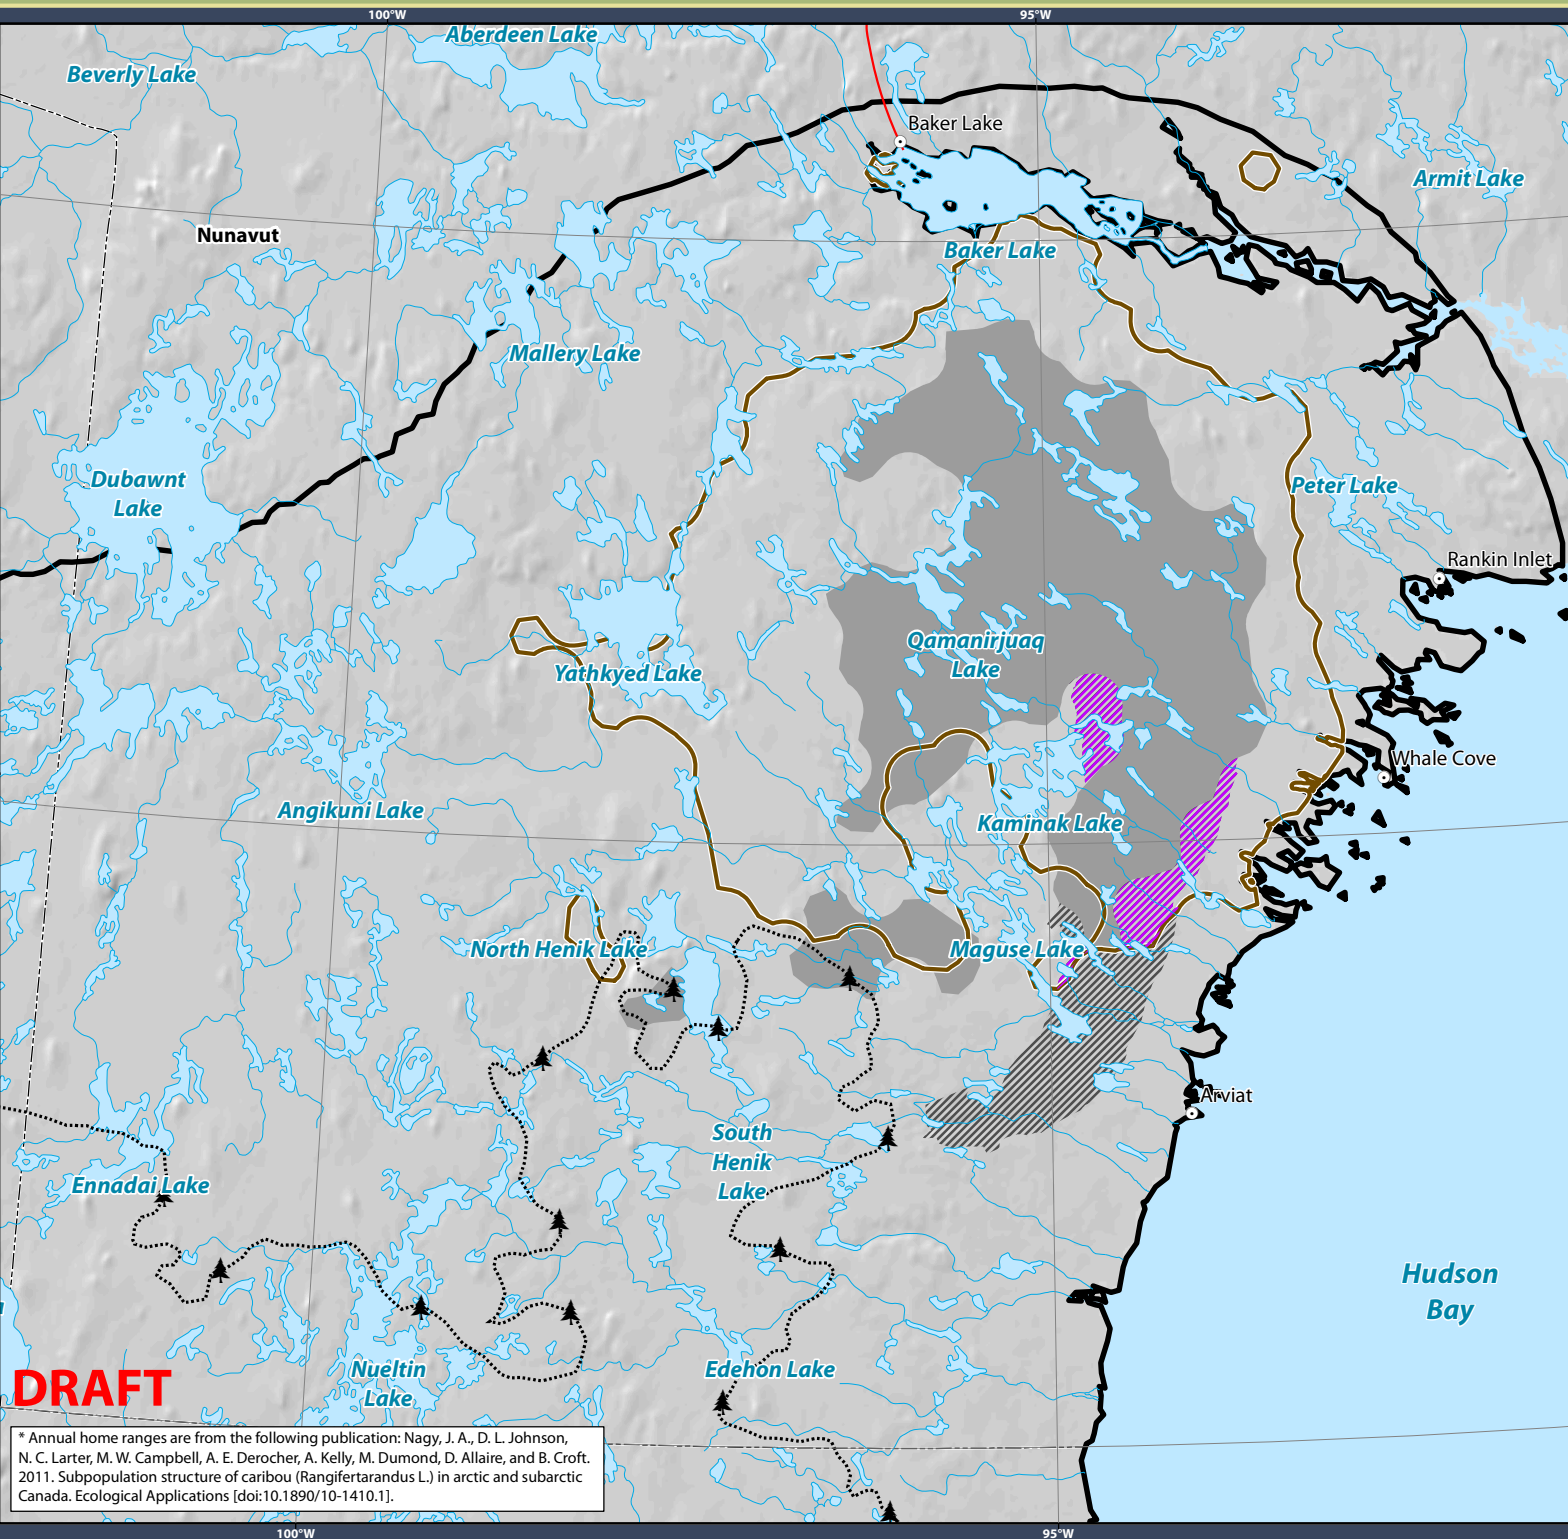 100°W
95°W
Aberdeen Lake
Beverly Lake
Baker Lake
Armit Lake
Nunavut
Baker Lake
Mallery Lake
Dubawnt
Lake
Peter Lake
Rankin Inlet
Qamanirjuaq
Lake
Yathkyed Lake
Whale Cove
Angikuni Lake
Kaminak Lake
North Henik Lake
Maguse Lake
Arviat
South
Henik
Lake
Ennadai Lake
Hudson
Bay
Nueltin
Lake
Edehon Lake
DRAFT
* Annual home ranges are from the following publication: Nagy, J. A., D. L. Johnson,
N. C. Larter, M. W. Campbell, A. E. Derocher, A. Kelly, M. Dumond, D. Allaire, and B. Croft.
2011. Subpopulation structure of caribou (Rangifertarandus L.) in arctic and subarctic
Canada. Ecological Applications [doi:10.1890/10-1410.1].
100°W
95°W